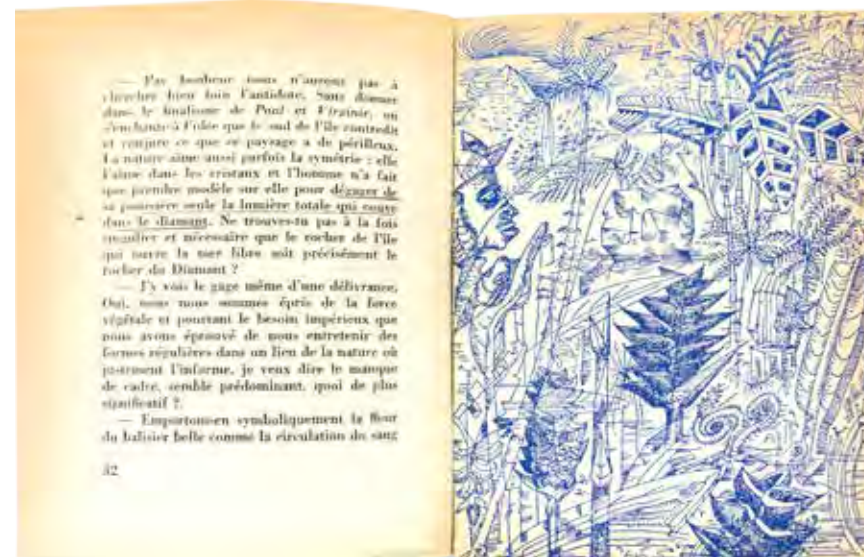 — Par bonheur nous n'aurons pas à
chercher bien loin l'antidote. Sans donner
dans le finalisme de Paul et Virginie, on
s'enchante à l'idée que le sud de l'île contredit
et conjure ce que ce paysage a de périlleux.
La nature aime aussi parfois la symétrie : elle
l'aime dans les cristaux et l'homme n'a fait
que prendre modèle sur elle pour dégager de
sa poussière seule la lumière totale qui couve
dans le diamant. Ne trouves-tu pas à la fois
singulier et nécessaire que le rocher de l'île
qui ouvre la mer libre soit précisément le
rocher du Diamant ?
— J'y vois le gage même d'une délivrance.
Oui, nous nous sommes épris de la force
végétale et pourtant le besoin impérieux que
nous avons éprouvé de nous entretenir des
formes régulières dans un lieu de la nature où
justement l'informe, je veux dire le manque
de cadre, semble prédominant, quoi de plus
significatif ?
— Emportons-en symboliquement la fleur
du balisier belle comme la circulation du sang
32